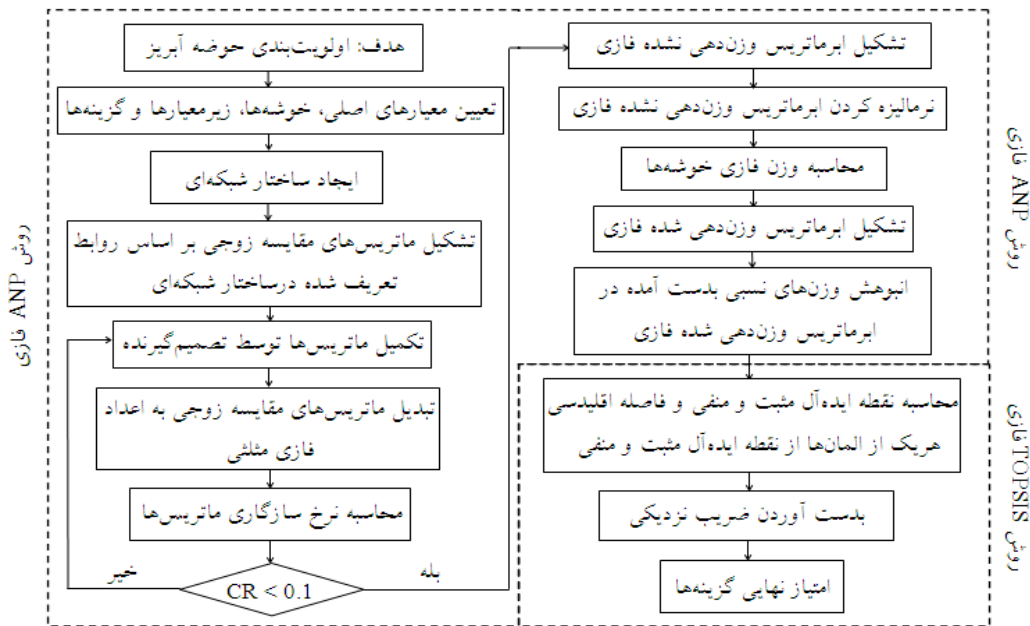 هدف: اولویت‌بندی حوضه آبریز
تعیین معیارهای اصلی، خوشه‌ها، زیرمعیارها و گزینه‌ها
ایجاد ساختار شبکه‌ای
تشکیل ماتریس‌های مقایسه زوجی بر اساس روابط
تعریف شده درساختار شبکه‌ای
تکمیل ماتریس‌ها توسط تصمیم‌گیرنده
تبدیل ماتریس‌های مقایسه زوجی به اعداد
فازی مثلثی
محاسبه نرخ سازگاری ماتریس‌ها
CR < 0.1
خیر
بله
روش ANP فازی
تشکیل ابرماتریس وزن‌دهی نشده فازی
نرمالیزه کردن ابرماتریس وزن‌دهی نشده فازی
محاسبه وزن فازی خوشه‌ها
تشکیل ابرماتریس وزن‌دهی شده فازی
انبوهش وزن‌های نسبی بدست آمده در
ابرماتریس وزن‌دهی شده فازی
روش ANP فازی
محاسبه نقطه ایده‌آل مثبت و منفی و فاصله اقلیدسی
هریک از المان‌ها از نقطه ایده‌آل مثبت و منفی
بدست آوردن ضریب نزدیکی
امتیاز نهایی گزینه‌ها
روش TOPSIS فازی